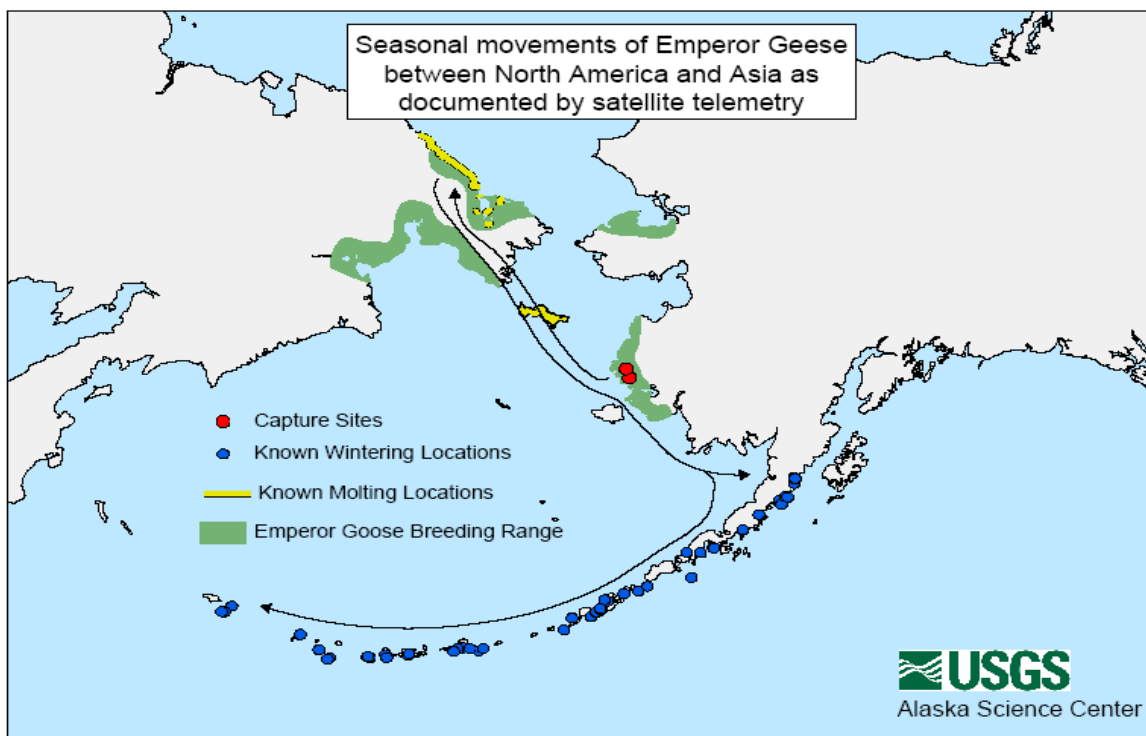 Seasonal movements of Emperor Geese
between North America and Asia as
documented by satellite telemetry
Capture Sites
Known Wintering Locations
Known Molting Locations
Emperor Goose Breeding Range
USGS
Alaska Science Center